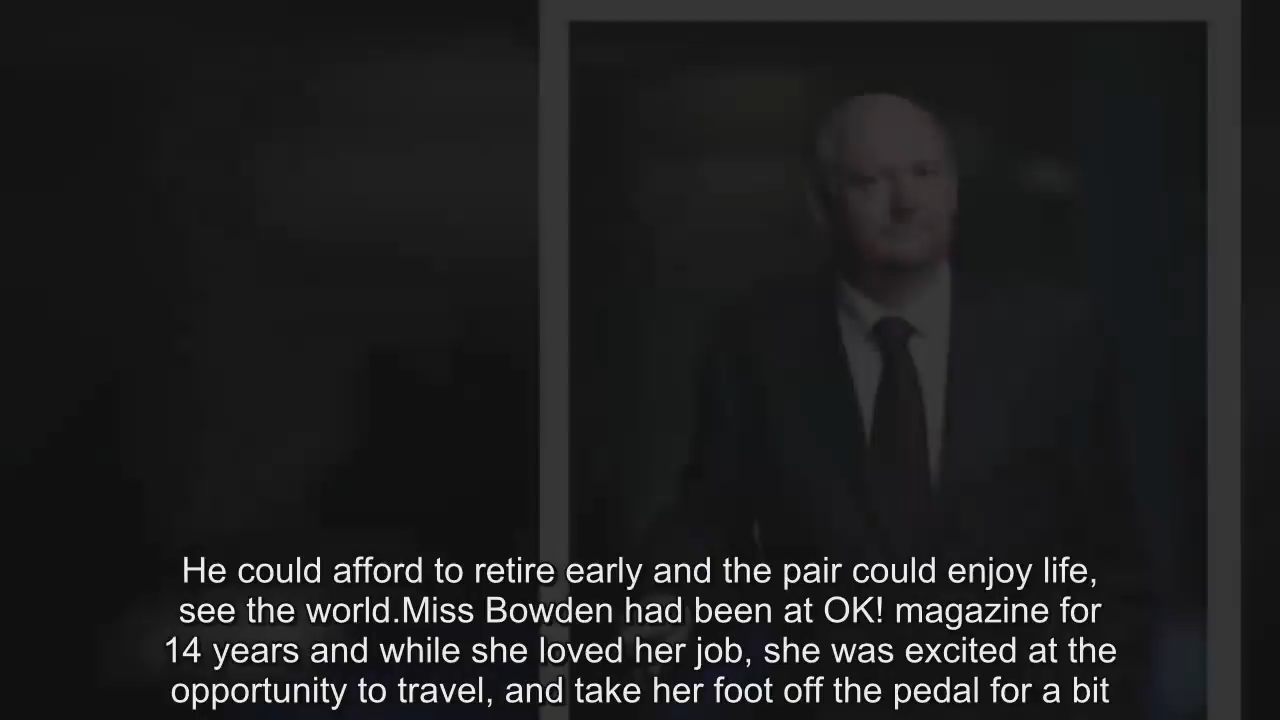 He could afford to retire early and the pair could enjoy life,
see the world.Miss Bowden had been at OK! magazine for
14 years and while she loved her job, she was excited at the
opportunity to travel, and take her foot off the pedal for a bit